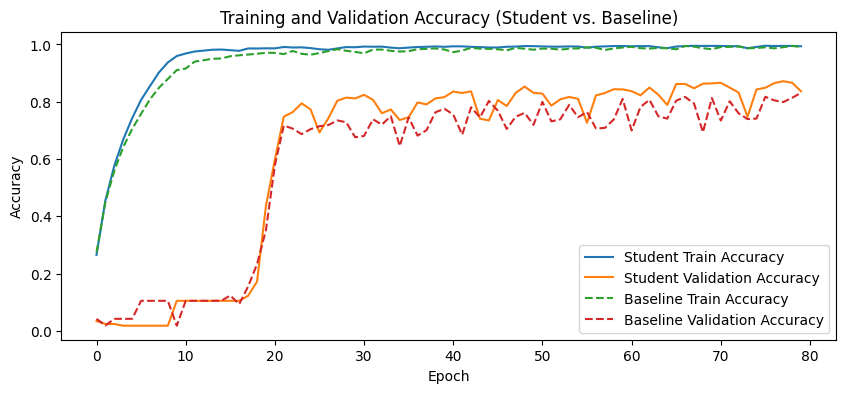 Training and Validation Accuracy (Student vs. Baseline)
1.0
0.8
0.6
0.4
0.2
0.0
Accuracy
Student Train Accuracy
Student Validation Accuracy
Baseline Train Accuracy
Baseline Validation Accuracy
0 10 20 30 40 50 60 70 80
Epoch